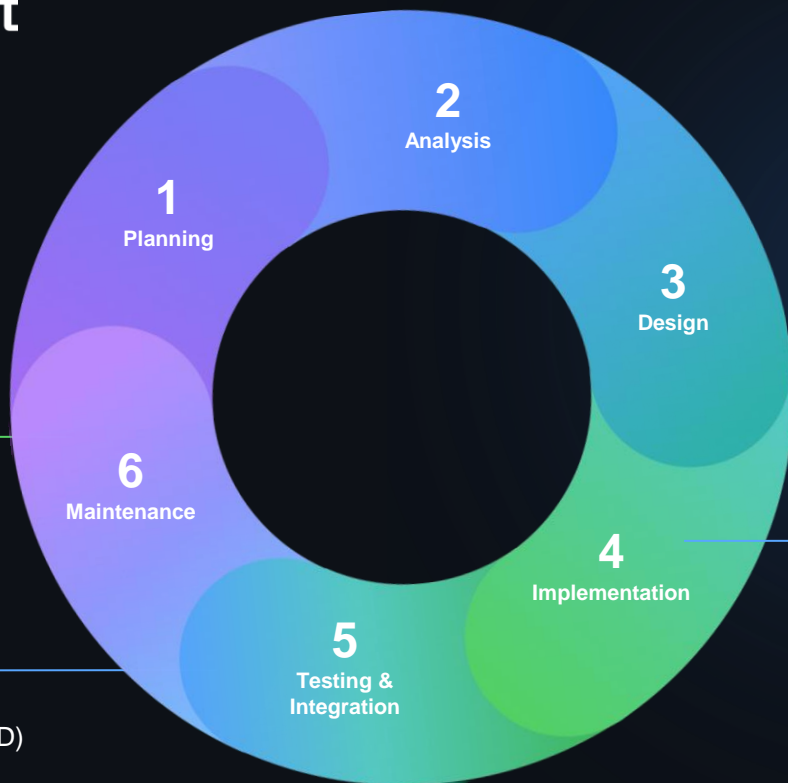 t
2
Analysis
1
Planning
3
Design
6
Maintenance
4
Implementation
5
Testing &
Integration
D)